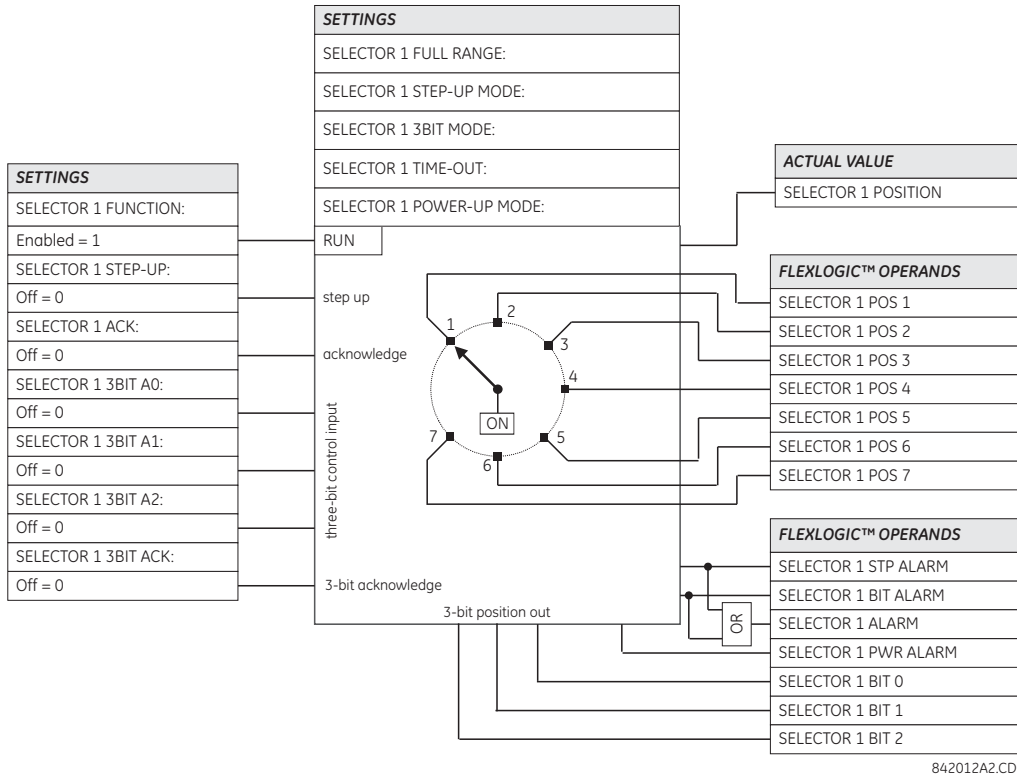 SETTINGS
SELECTOR 1 FULL RANGE:
SELECTOR 1 STEP-UP MODE:
SELECTOR 1 3BIT MODE:
SELECTOR 1 TIME-OUT:
SELECTOR 1 POWER-UP MODE:
SETTINGS
SELECTOR 1 FUNCTION:
Enabled = 1
SELECTOR 1 STEP-UP:
Off = 0
SELECTOR 1 ACK:
Off = 0
SELECTOR 1 3BIT A0:
Off = 0
SELECTOR 1 3BIT A1:
Off = 0
SELECTOR 1 3BIT A2:
Off = 0
SELECTOR 1 3BIT ACK:
Off = 0
RUN
step up
acknowledge
three-bit control input
3-bit acknowledge
1
2
3
4
5
6
7
ON
3-bit position out
ACTUAL VALUE
SELECTOR 1 POSITION
FLEXLOGIC™ OPERANDS
SELECTOR 1 POS 1
SELECTOR 1 POS 2
SELECTOR 1 POS 3
SELECTOR 1 POS 4
SELECTOR 1 POS 5
SELECTOR 1 POS 6
SELECTOR 1 POS 7
FLEXLOGIC™ OPERANDS
SELECTOR 1 STP ALARM
SELECTOR 1 BIT ALARM
OR
SELECTOR 1 ALARM
SELECTOR 1 PWR ALARM
SELECTOR 1 BIT 0
SELECTOR 1 BIT 1
SELECTOR 1 BIT 2
842012A2.CD